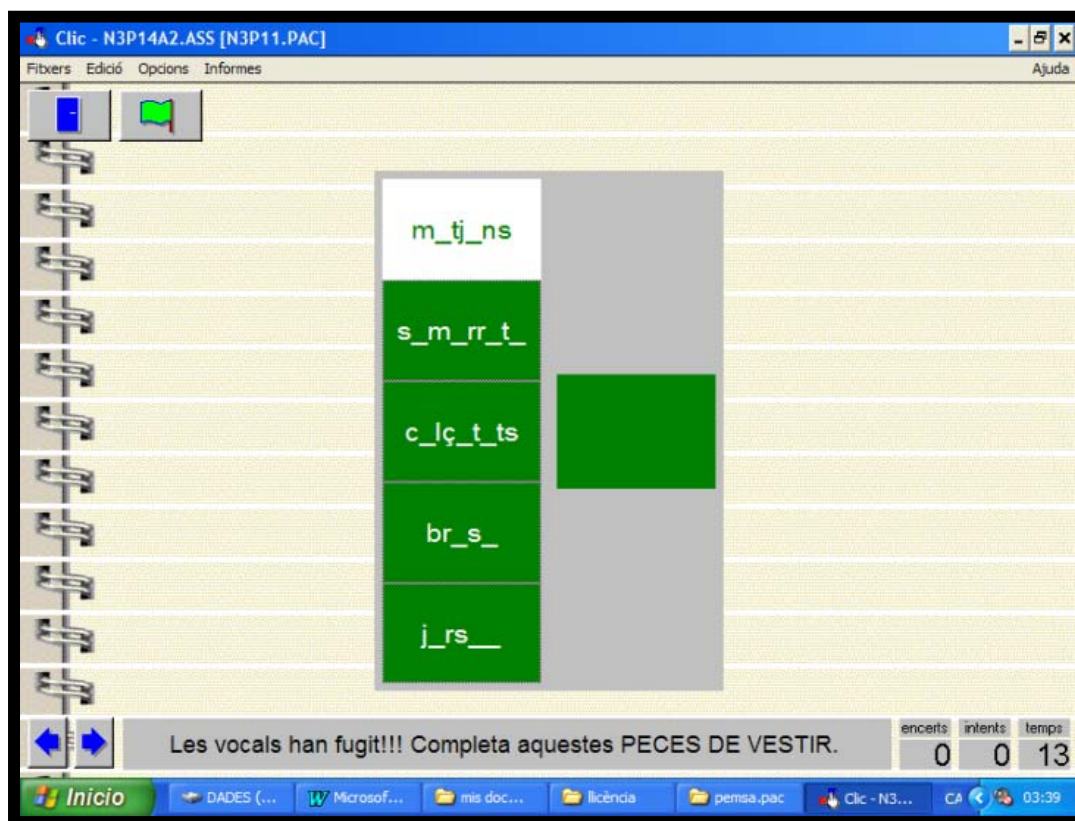 Clic - N3P14A2.ASS [N3P11.PAC]
Fitxers Edició Opcions Informes Ajuda
m_tj_ns
s_m_rr_t_
c_lç_t_ts
br_s_
j_rs__
Les vocals han fugit!!! Completa aquestes PECES DE VESTIR.
encerts intents temps
0 0 13
Inicio DADES (... Microsof... mis doc... llicència pemsa.pac Clic - N3... CA 03:39